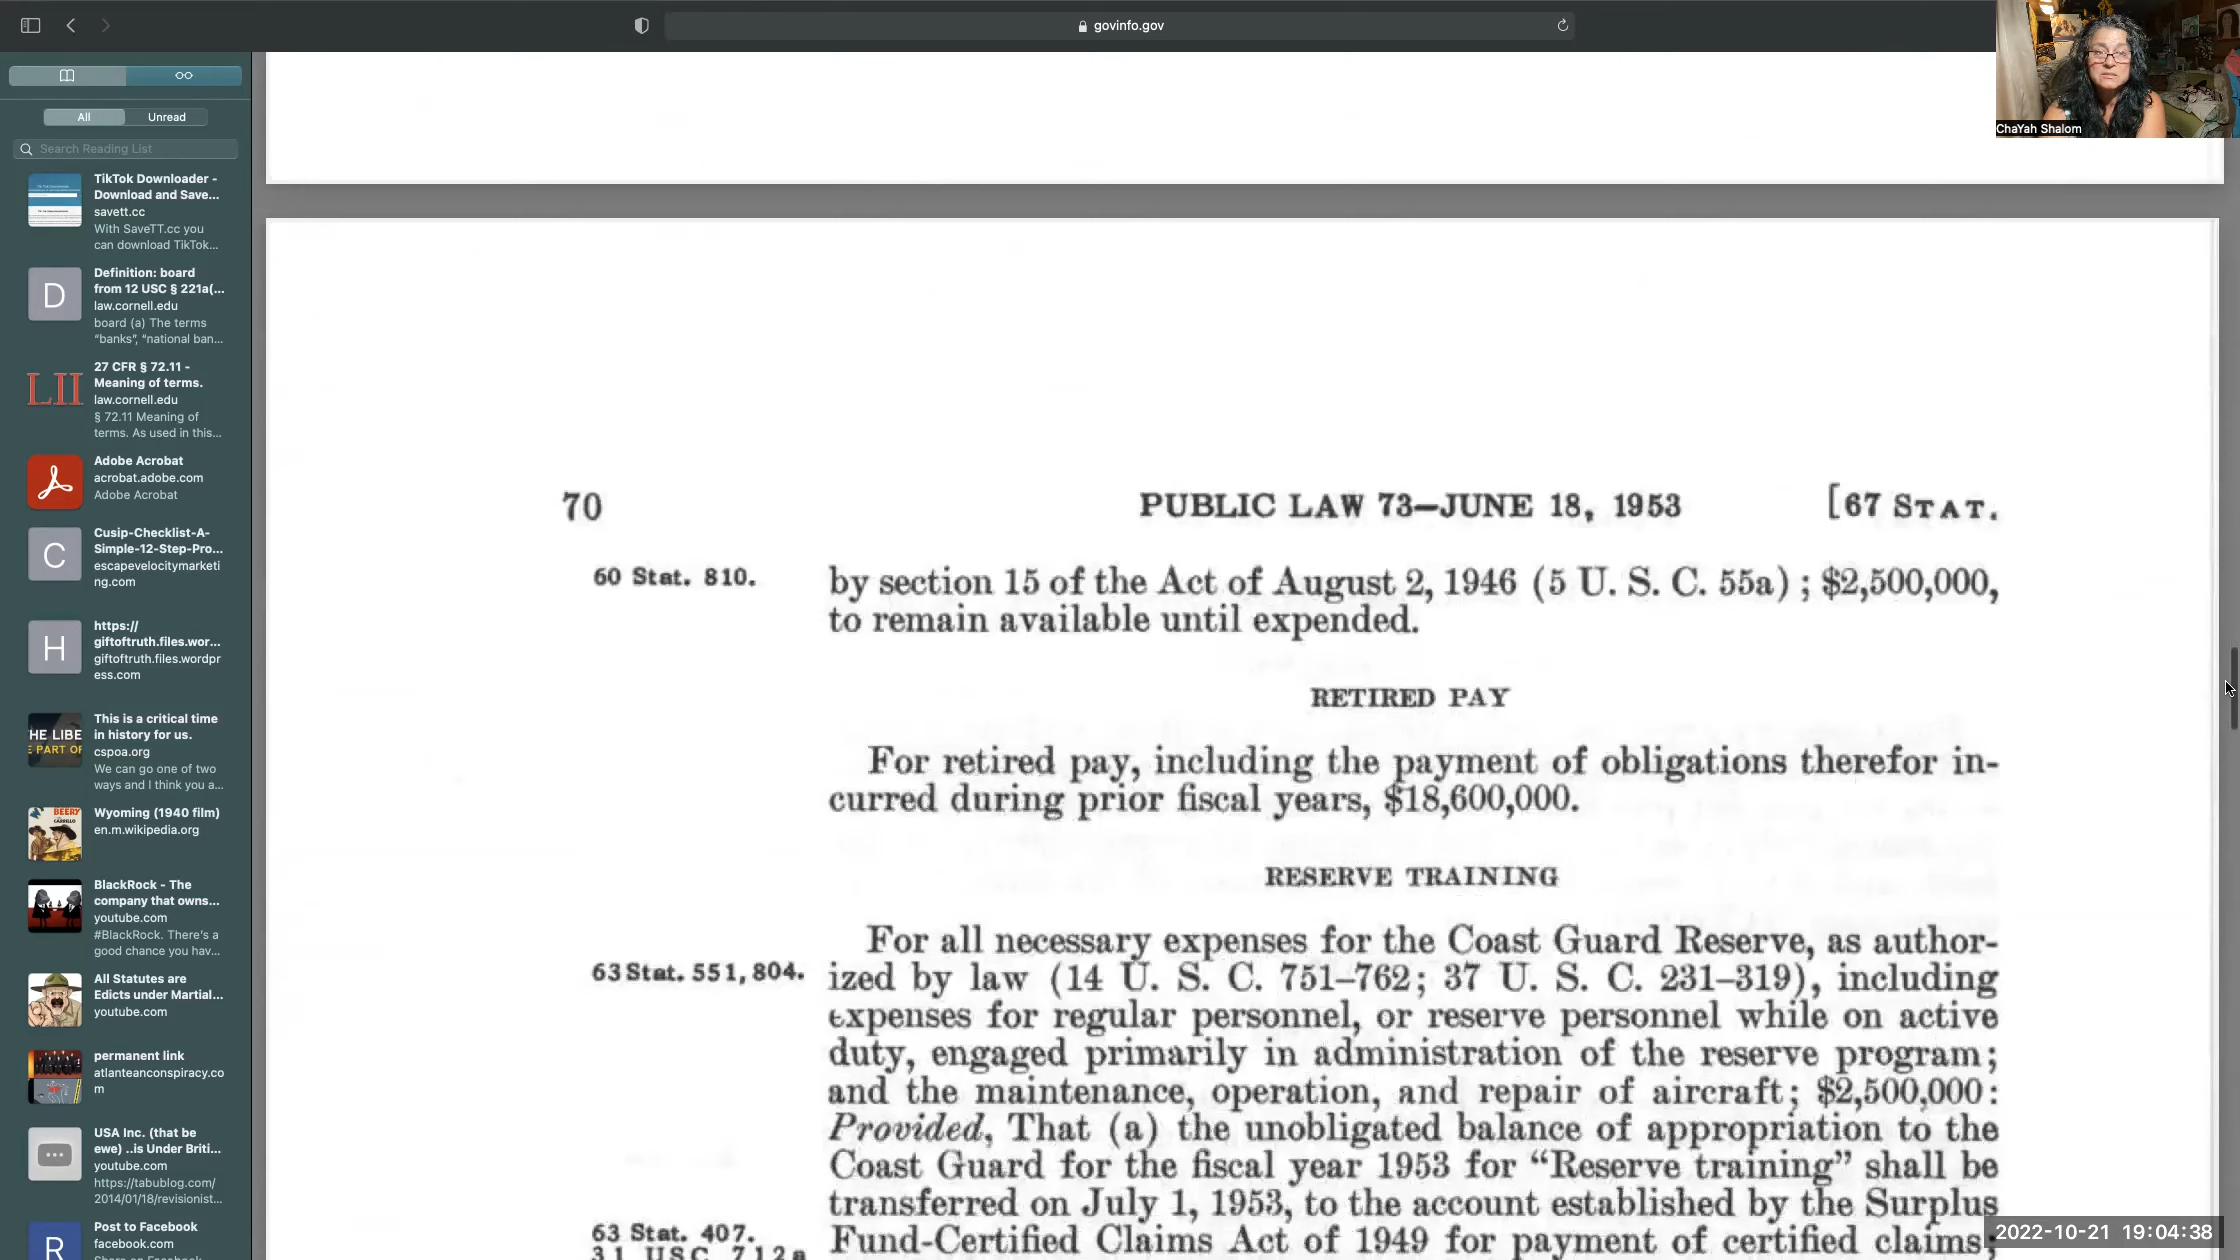 govinfo.gov
ChaYah Shalom
All
Unread
Search Reading List
TikTok Downloader -
Download and Save...
savett.cc
With SaveTT.cc you
can download TikTok...
D
Definition: board
from 12 USC § 221a(...
law.cornell.edu
board (a) The terms
"banks", "national ban...
LII
27 CFR § 72.11 -
Meaning of terms.
law.cornell.edu
§ 72.11 Meaning of
terms. As used in this...
Adobe Acrobat
acrobat.adobe.com
Adobe Acrobat
C
Cusip-Checklist-A-
Simple-12-Step-Pro...
escapevelocitymarketi
ng.com
H
https://
giftoftruth.files.wor...
giftoftruth.files.wordpr
ess.com
HE LIBE
E PART OF
This is a critical time
in history for us.
cspoa.org
We can go one of two
ways and I think you a...
BEERY
Wyoming (1940 film)
en.m.wikipedia.org
BlackRock - The
company that owns...
youtube.com
#BlackRock. There's a
good chance you hav...
All Statutes are
Edicts under Martial...
youtube.com
permanent link
atlanteanconspiracy.co
m
USA Inc. (that be
ewe) ..is Under Briti...
youtube.com
https://tabublog.com/
2014/01/18/revisionist...
R
Post to Facebook
facebook.com
70
PUBLIC LAW 73—JUNE 18, 1953
[67 STAT.
60 Stat. 810.
by section 15 of the Act of August 2, 1946 (5 U. S. C. 55a) ; $2,500,000,
to remain available until expended.
RETIRED PAY
For retired pay, including the payment of obligations therefor in-
curred during prior fiscal years, $18,600,000.
RESERVE TRAINING
For all necessary expenses for the Coast Guard Reserve, as author-
63 Stat. 551, 804.
ized by law (14 U. S. C. 751–762; 37 U. S. C. 231–319), including
expenses for regular personnel, or reserve personnel while on active
duty, engaged primarily in administration of the reserve program;
and the maintenance, operation, and repair of aircraft; $2,500,000:
Provided, That (a) the unobligated balance of appropriation to the
Coast Guard for the fiscal year 1953 for "Reserve training" shall be
transferred on July 1, 1953, to the account established by the Surplus
63 Stat. 407.
31 USC 712a
Fund-Certified Claims Act of 1949 for payment of certified claims;
2022-10-21 19:04:38